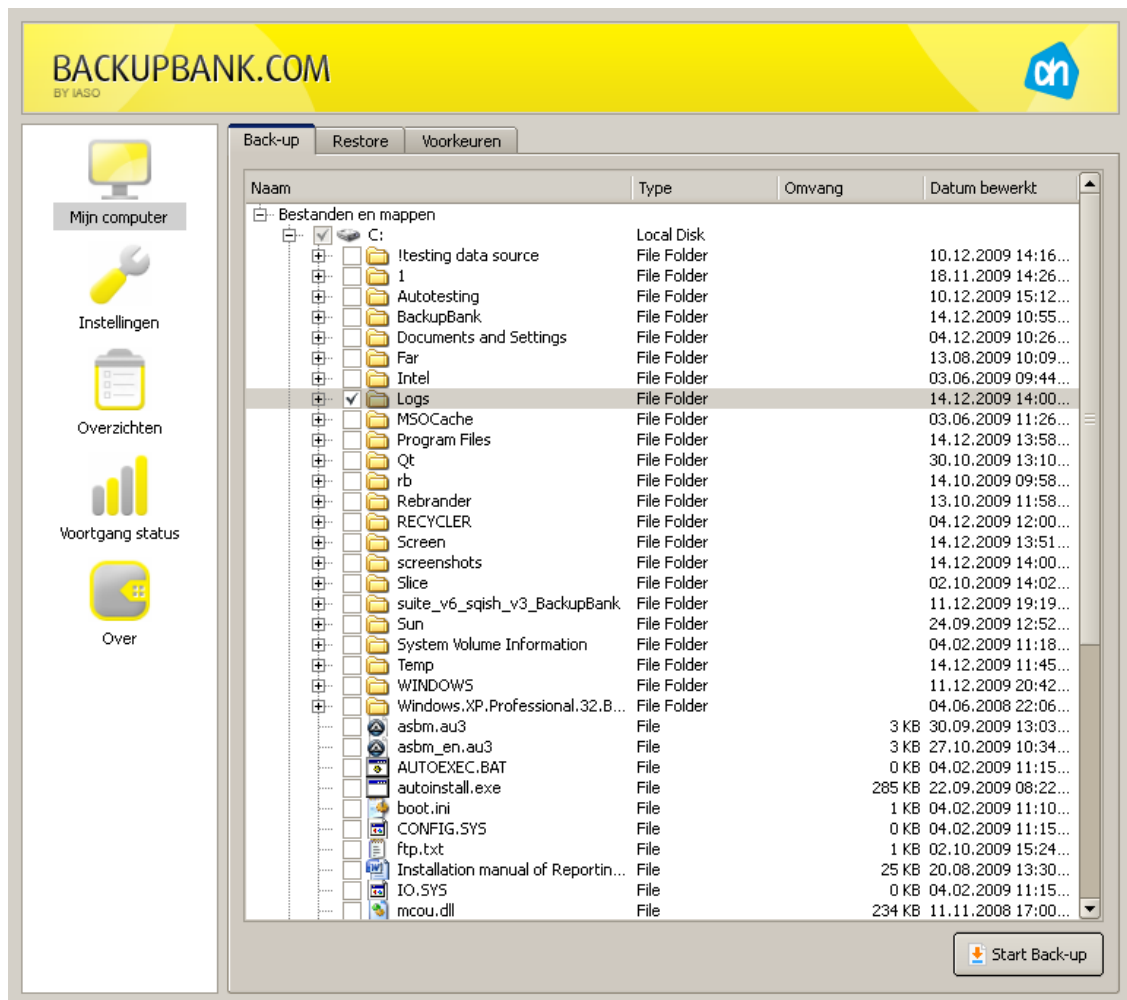 BACKUPBANK.COM
BY IASO
ah
Mijn computer
Instellingen
Overzichten
Voortgang status
Over
Back-up Restore Voorkeuren
Naam Type Omvang Datum bewerkt
Bestanden en mappen
C: Local Disk
!testing data source File Folder 10.12.2009 14:16...
1 File Folder 18.11.2009 14:26...
Autotesting File Folder 10.12.2009 15:12...
BackupBank File Folder 14.12.2009 10:55...
Documents and Settings File Folder 04.12.2009 10:26...
Far File Folder 13.08.2009 10:09...
Intel File Folder 03.06.2009 09:44...
Logs File Folder 14.12.2009 14:00...
MSOCache File Folder 03.06.2009 11:26...
Program Files File Folder 14.12.2009 13:58...
Qt File Folder 30.10.2009 13:10...
rb File Folder 14.10.2009 09:58...
Rebrander File Folder 13.10.2009 11:58...
RECYCLER File Folder 04.12.2009 12:00...
Screen File Folder 14.12.2009 13:51...
screenshots File Folder 14.12.2009 14:00...
Slice File Folder 02.10.2009 14:02...
suite_v6_sqish_v3_BackupBank File Folder 11.12.2009 19:19...
Sun File Folder 24.09.2009 12:52...
System Volume Information File Folder 04.02.2009 11:18...
Temp File Folder 14.12.2009 11:45...
WINDOWS File Folder 11.12.2009 20:42...
Windows.XP.Professional.32.B... File Folder 04.06.2008 22:06...
asbm.au3 File 3 KB 30.09.2009 13:03...
asbm_en.au3 File 3 KB 27.10.2009 10:34...
AUTOEXEC.BAT File 0 KB 04.02.2009 11:15...
autoinstall.exe File 285 KB 22.09.2009 08:22...
boot.ini File 1 KB 04.02.2009 11:10...
CONFIG.SYS File 0 KB 04.02.2009 11:15...
ftp.txt File 1 KB 02.10.2009 15:24...
Installation manual of Reportin... File 25 KB 20.08.2009 13:30...
IO.SYS File 0 KB 04.02.2009 11:15...
mcou.dll File 234 KB 11.11.2008 17:00...
Start Back-up